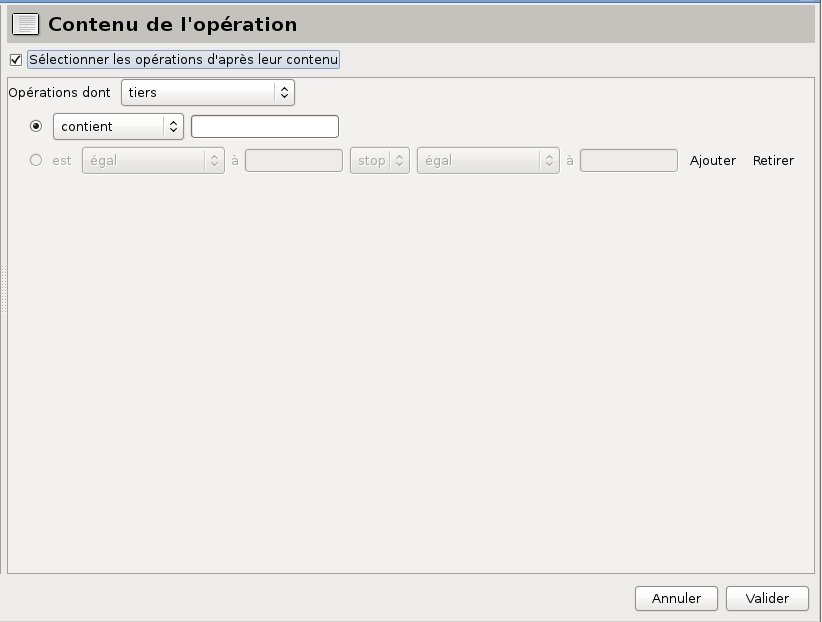 Contenu de l'opération
Sélectionner les opérations d'après leur contenu
Opérations dont tiers
contient
est égal à stop égal à Ajouter Retirer
Annuler Valider